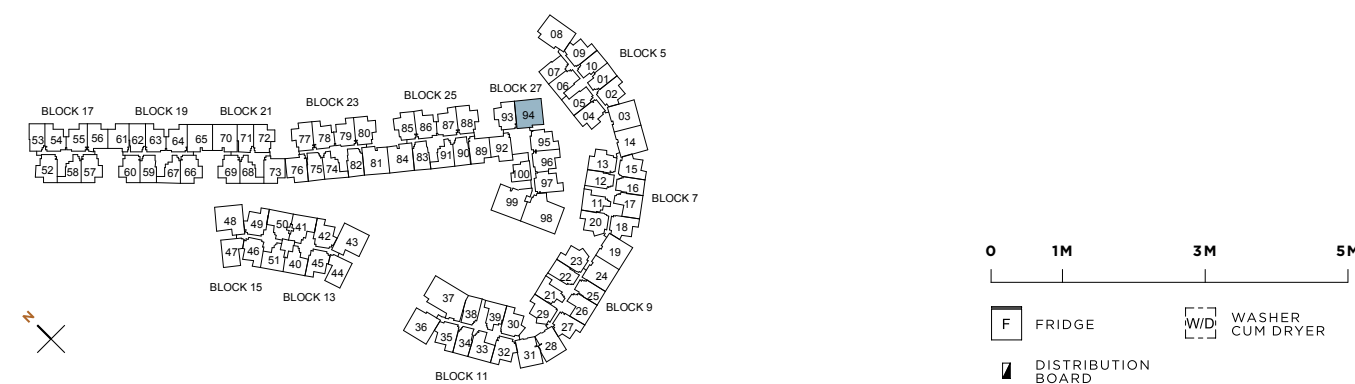 08
BLOCK 5
09
10
07
01
06
02
05
04
03
14
BLOCK 27
BLOCK 25
BLOCK 23
BLOCK 17
BLOCK 19
BLOCK 21
93 94
85 86 87 88
77 78 79 80
53 54 55 56 61 62 63 64 65 70 71 72
95
96
100
97
99
98
52 58 57 60 59 67 66 69 68 73 76 75 74 82 81 84 83 91 90 89 92
13 15
12 16
11 17
20 18
BLOCK 7
48 49 50 41 42 43
47 46 51 40 45 44
BLOCK 15
BLOCK 13
19
23
24
22
25
21
26
29
27
28
BLOCK 9
37
38 39 30
36
35 34 33 32 31
BLOCK 11
N
0 1M 3M 5M
F FRIDGE
W/D WASHER
CUM DRYER
DISTRIBUTION
BOARD